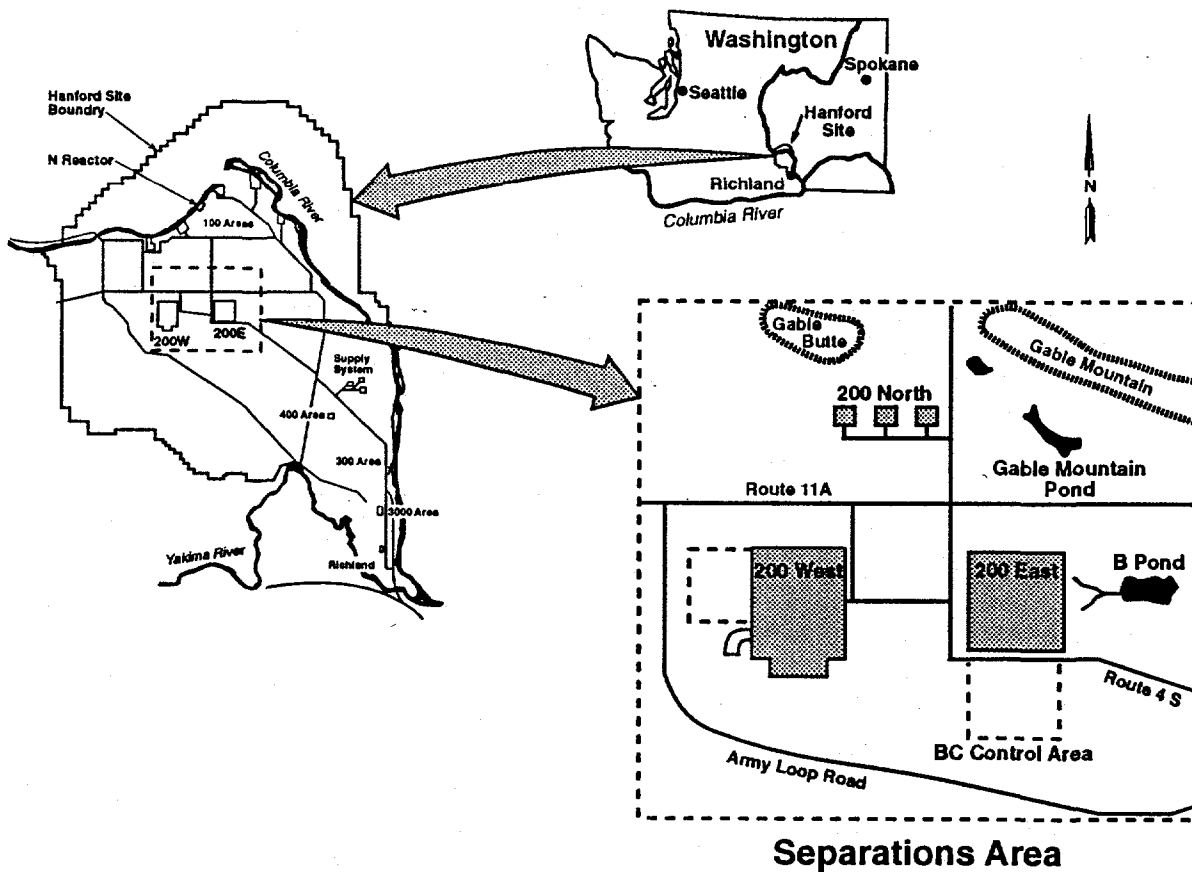 Washington
Spokane
Seattle
Hanford
Site
Richland
Columbia River
N
Hanford Site
Boundry
N Reactor
Columbia River
100 Areas
200W
200E
Supply
System
400 Area
300 Area
3000 Area
Yakima River
Richland
Gable
Butte
Gable Mountain
200 North
Gable Mountain
Pond
Route 11A
200 West
200 East
B Pond
Route 4 S
BC Control Area
Army Loop Road
Separations Area